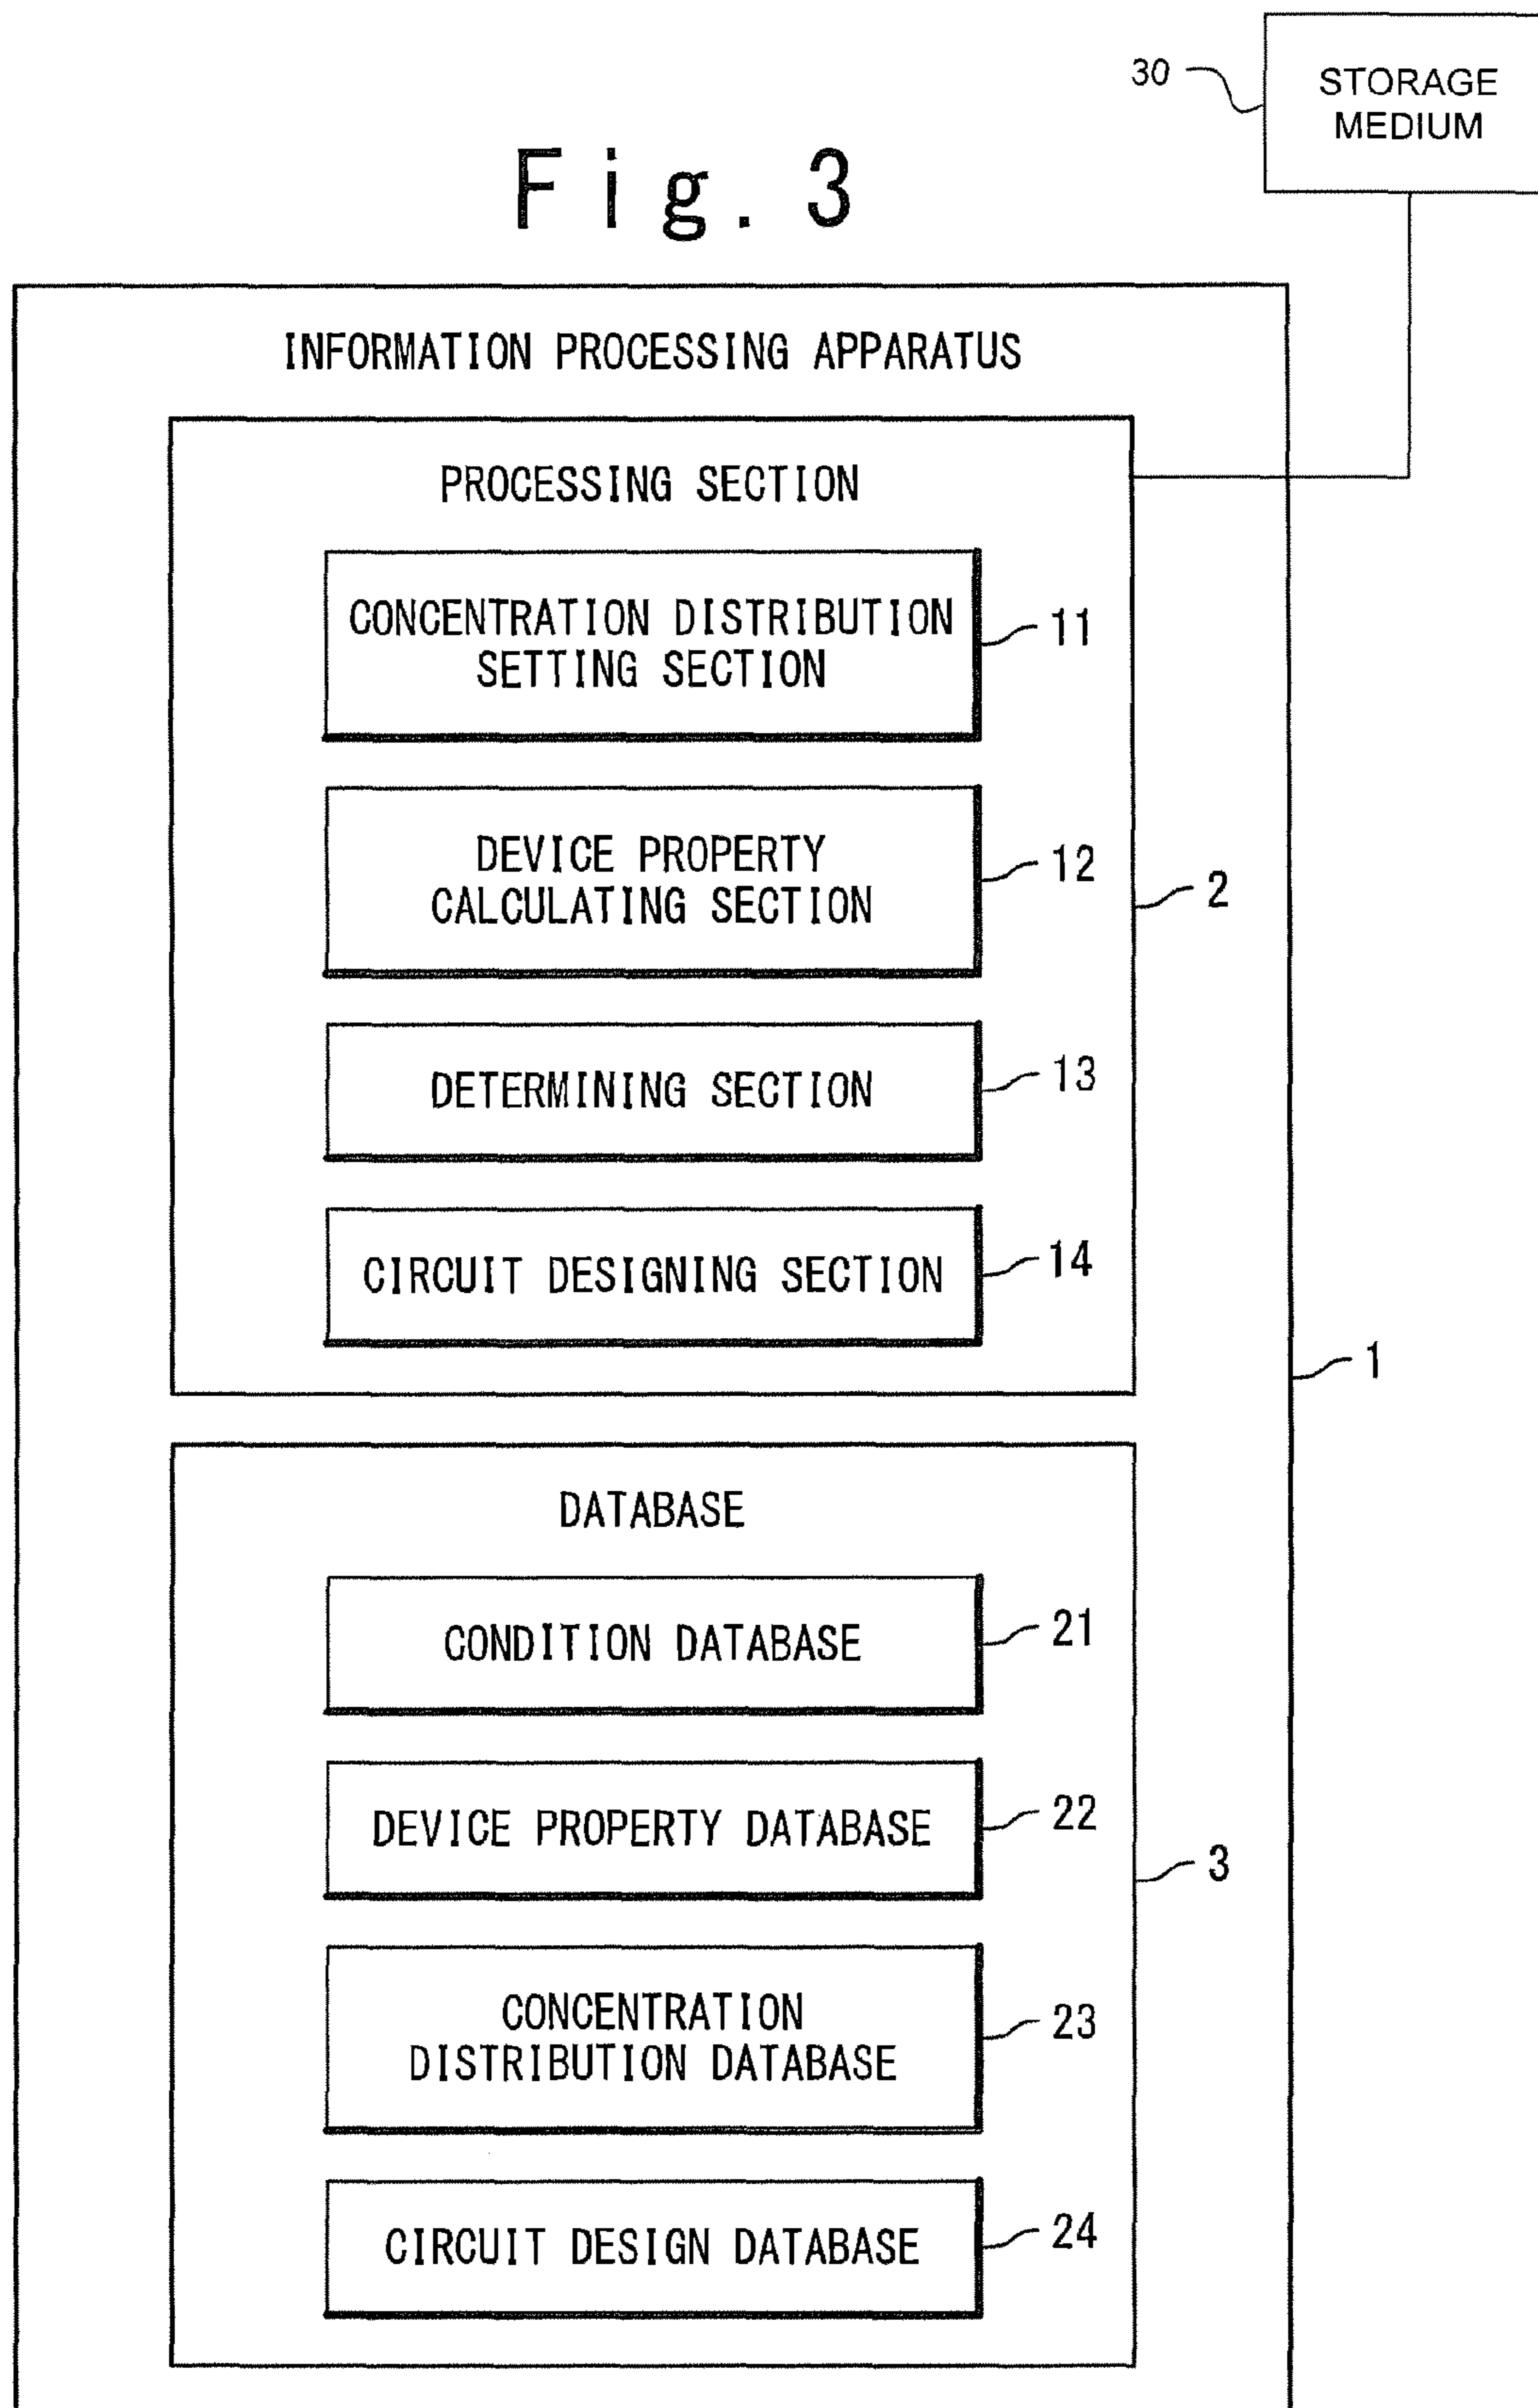 30
STORAGE
MEDIUM
Fig. 3
INFORMATION PROCESSING APPARATUS
PROCESSING SECTION
CONCENTRATION DISTRIBUTION
SETTING SECTION
11
DEVICE PROPERTY
CALCULATING SECTION
12
2
DETERMINING SECTION
13
CIRCUIT DESIGNING SECTION
14
1
DATABASE
CONDITION DATABASE
21
DEVICE PROPERTY DATABASE
22
3
CONCENTRATION
DISTRIBUTION DATABASE
23
CIRCUIT DESIGN DATABASE
24